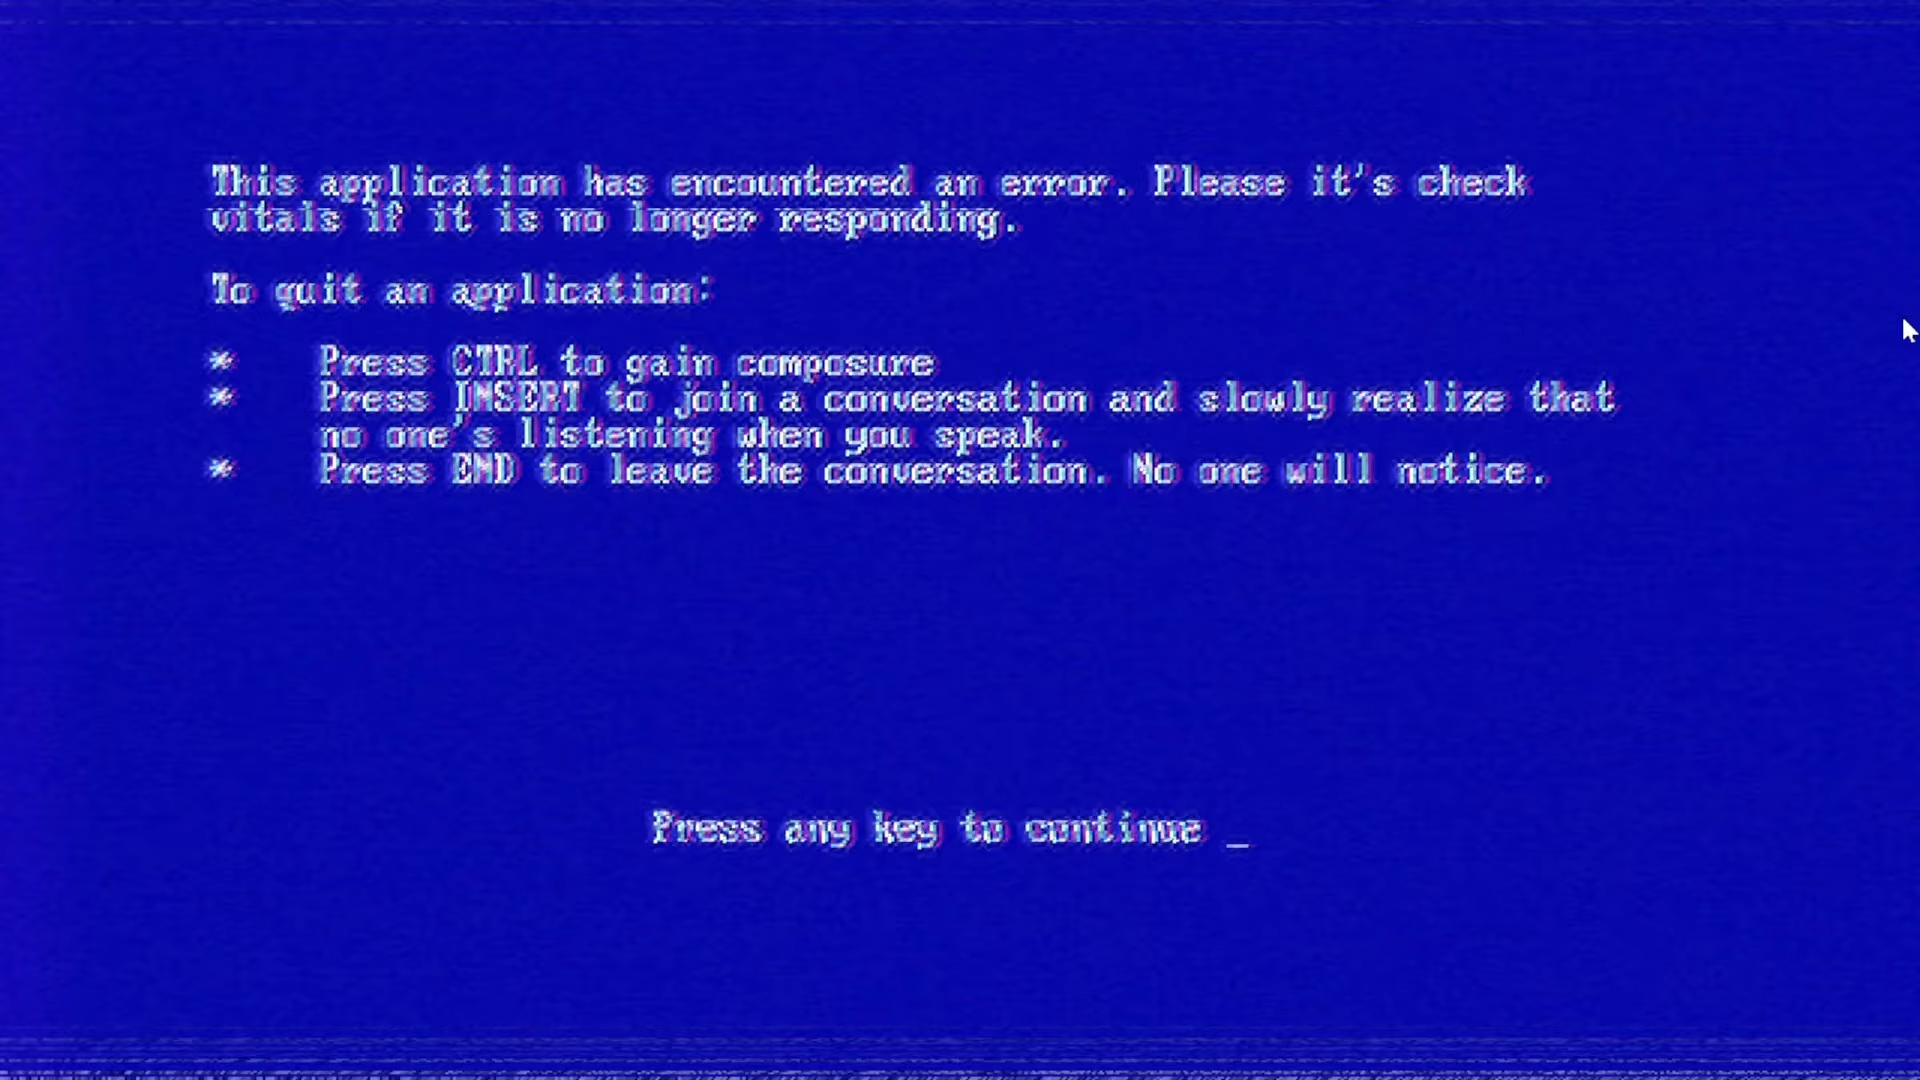 This application has encountered an error. Please it's check
vitals if it is no longer responding.
To quit an application:
* Press CTRL to gain composure
* Press INSERT to join a conversation and slowly realize that
no one's listening when you speak.
* Press END to leave the conversation. No one will notice.
Press any key to continue _